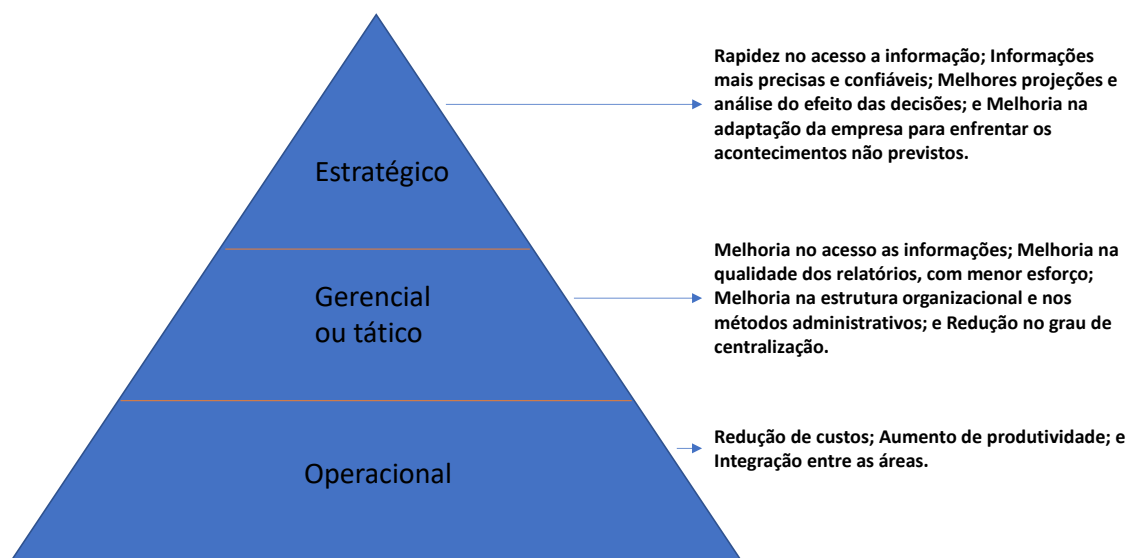 Rapidez no acesso a informação; Informações
mais precisas e confiáveis; Melhores projeções e
análise do efeito das decisões; e Melhoria na
adaptação da empresa para enfrentar os
acontecimentos não previstos.
Estratégico
Melhoria no acesso as informações; Melhoria na
qualidade dos relatórios, com menor esforço;
Melhoria na estrutura organizacional e nos
métodos administrativos; e Redução no grau de
centralização.
Gerencial
ou tático
Redução de custos; Aumento de produtividade; e
Integração entre as áreas.
Operacional